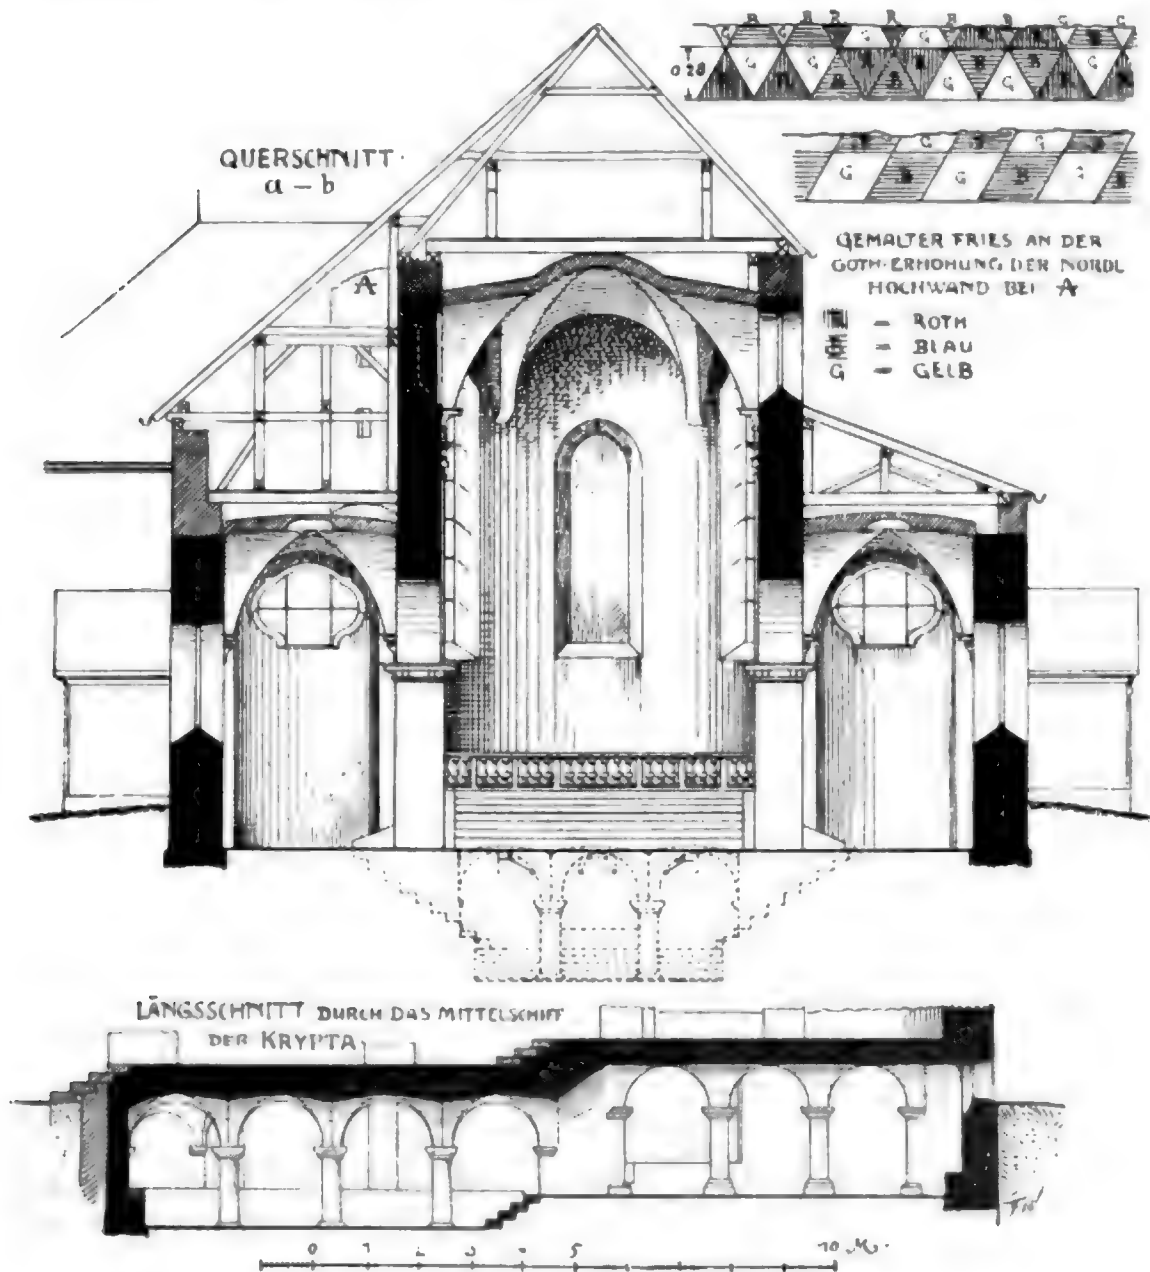 QUERSCHNITT
a – b
0.28
GEMALTER FRIES AN DER
GOTH. ERHÖHUNG DER NÖRDL
HOCHWAND BEI A
R = ROTH
B = BLAU
G = GELB
A
LÄNGSSCHNITT DURCH DAS MITTELSCHIFF
DER KRYPTA
0 1 2 3 4 5 10 M.